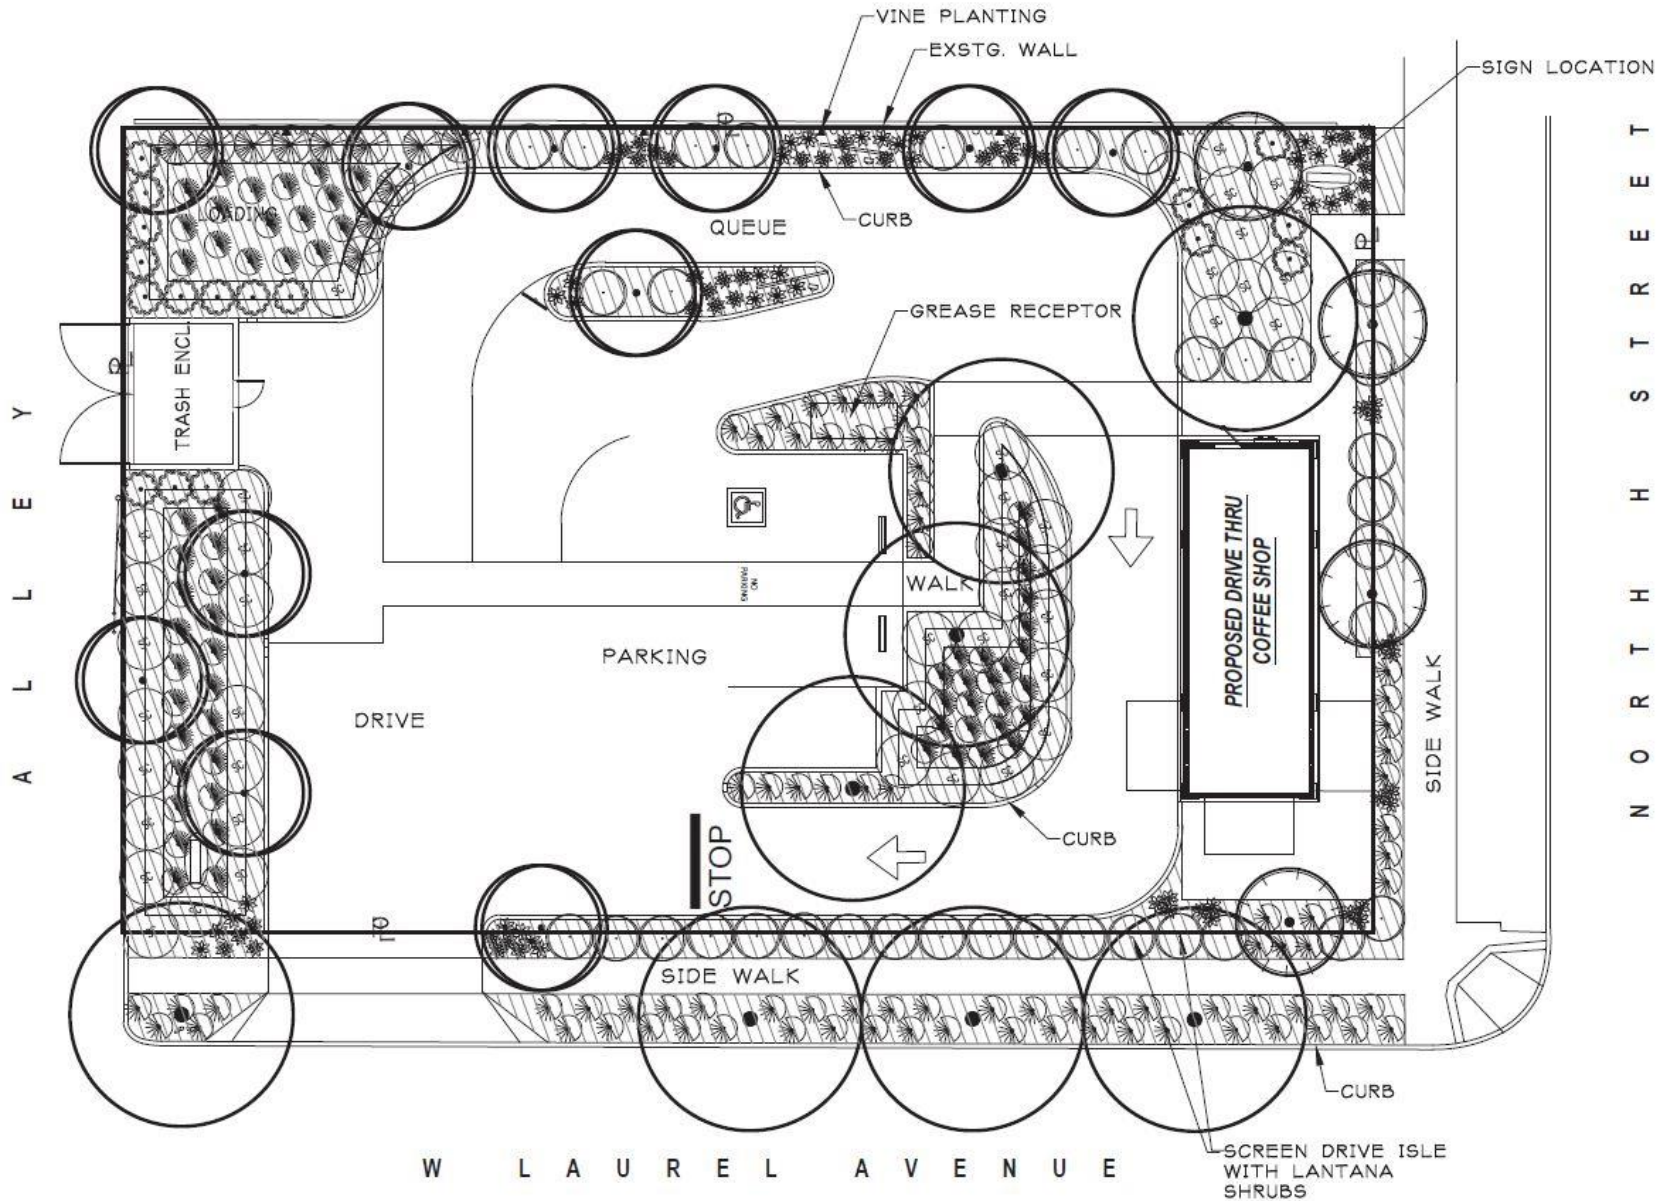 VINE PLANTING
EXSTG. WALL
SIGN LOCATION
LOADING
QUEUE
CURB
GREASE RECEPTOR
TRASH ENCL.
ALLEY
NORTH STREET
NO
PARKING
WALK
PROPOSED DRIVE THRU
COFFEE SHOP
PARKING
DRIVE
SIDE WALK
STOP
CURB
SIDE WALK
CURB
W LAUREL AVENUE
SCREEN DRIVE ISLE
WITH LANTANA
SHRUBS